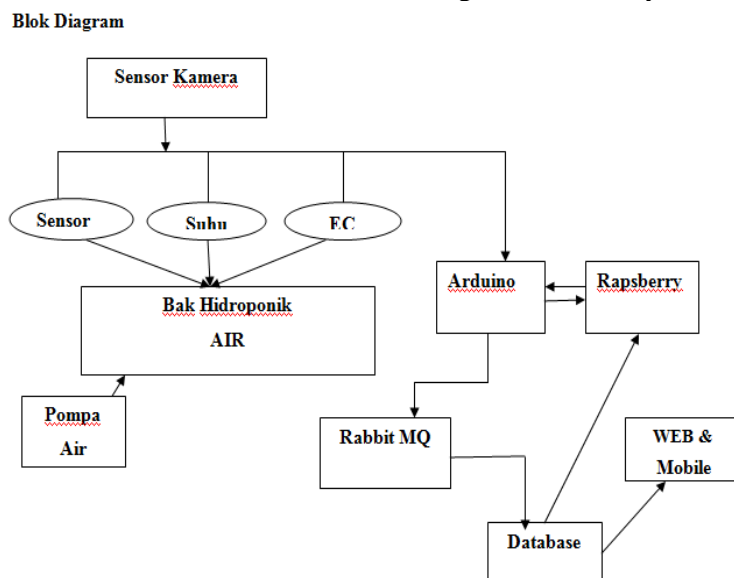 Blok Diagram
Sensor Kamera
Sensor
Suhu
EC
Bak Hidroponik
AIR
Arduino
Rapsberry
Pompa
Air
Rabbit MQ
WEB &
Mobile
Database